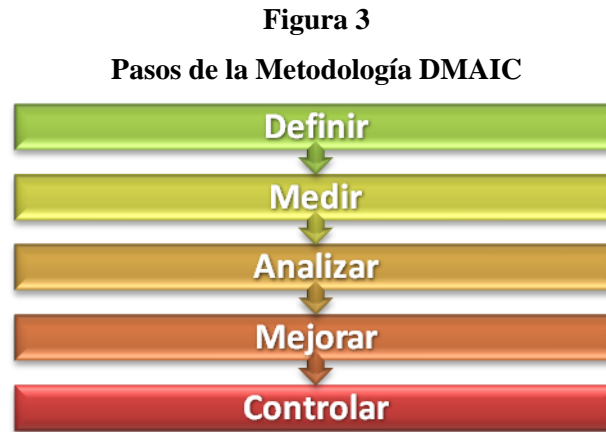 Figura 3
Pasos de la Metodología DMAIC
Definir
Medir
Analizar
Mejorar
Controlar